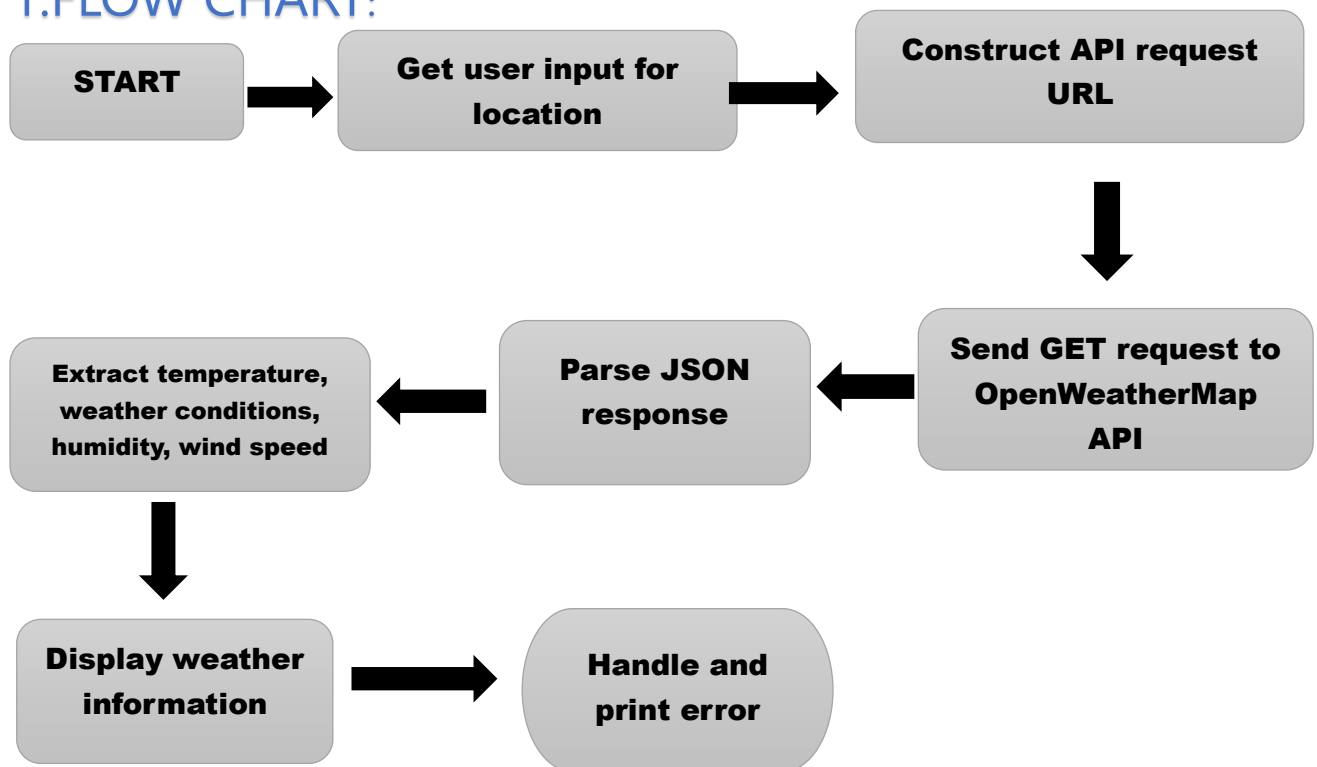 1.FLOW CHART:
START
Get user input for
location
Construct API request
URL
Send GET request to
OpenWeatherMap
API
Parse JSON
response
Extract temperature,
weather conditions,
humidity, wind speed
Display weather
information
Handle and
print error